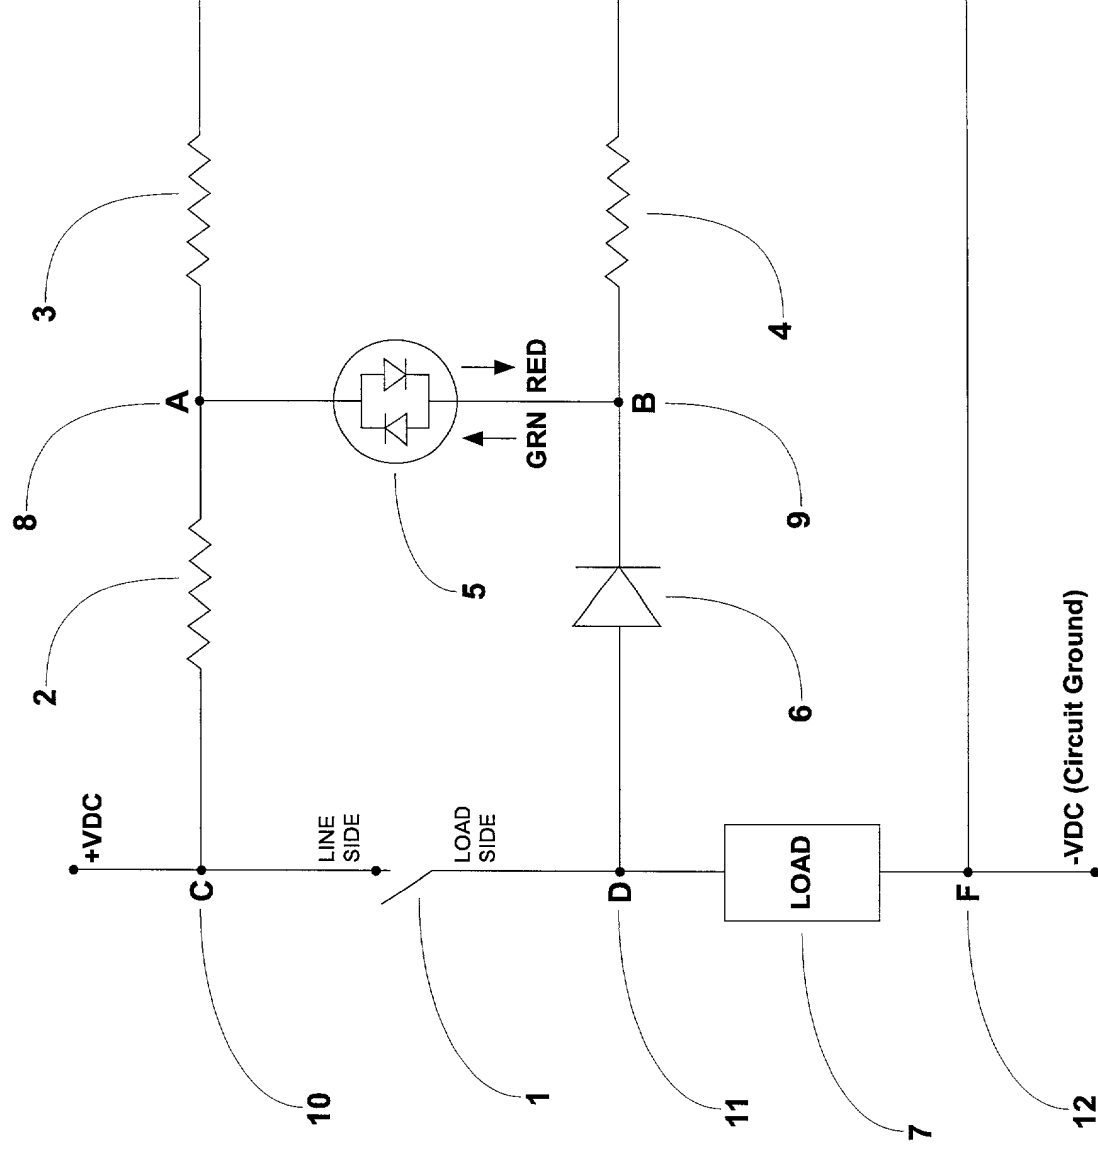 8
2
3
+VDC
A
C
10
LINE
SIDE
LOAD
SIDE
5
1
GRN RED
D
B
11
4
LOAD
6
9
7
F
-VDC (Circuit Ground)
12